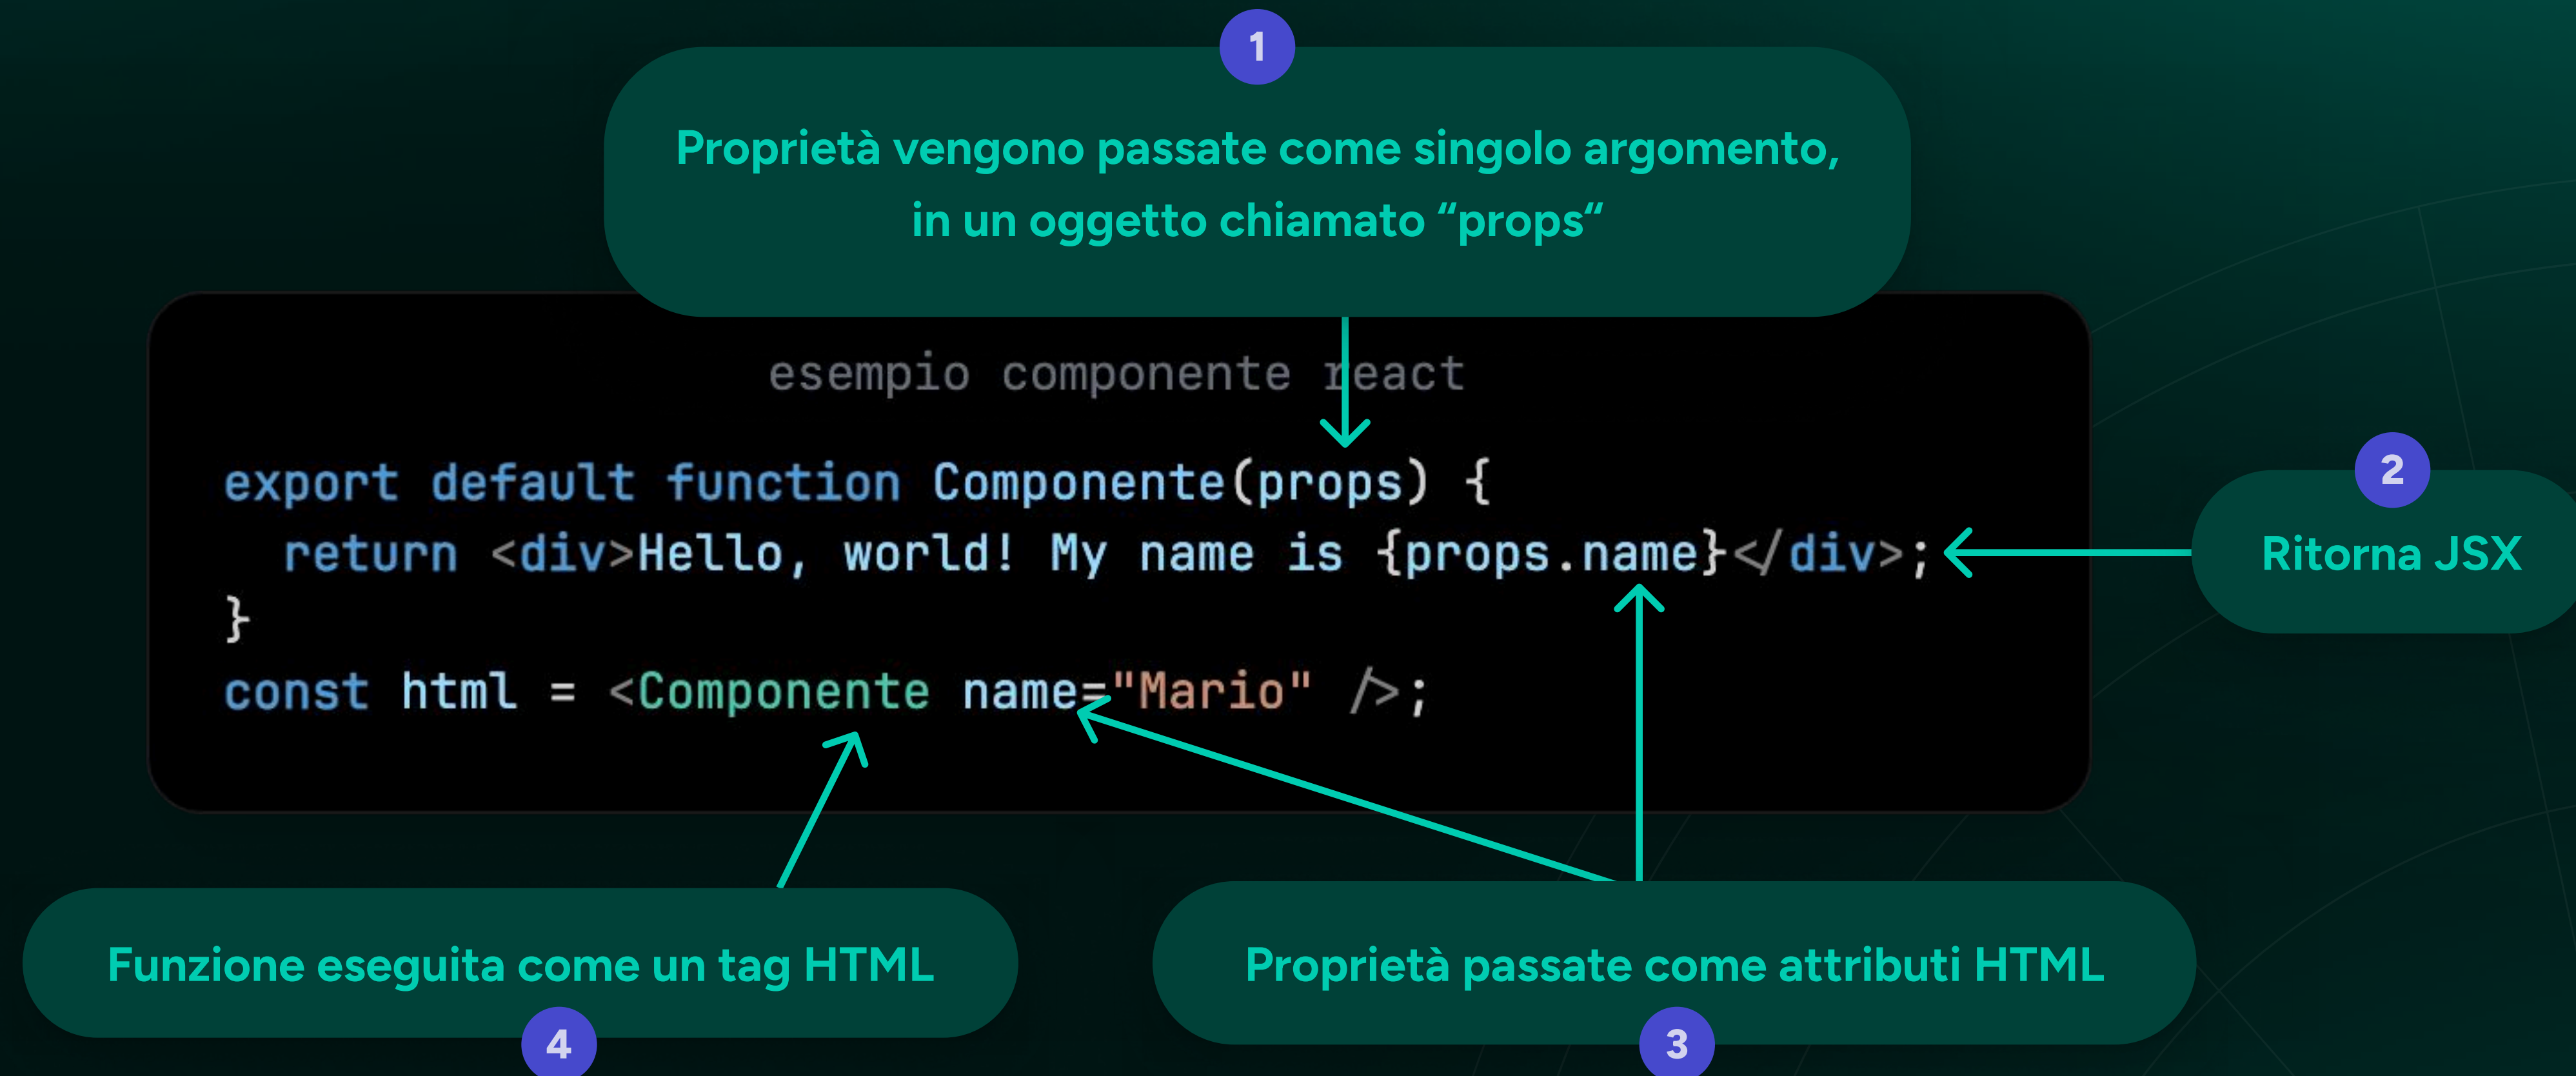 1
Proprietà vengono passate come singolo argomento,
in un oggetto chiamato “props“
esempio componente react
export default function Componente(props) {
  return <div>Hello, world! My name is {props.name}</div>;
}
const html = <Componente name="Mario" />;
2
Ritorna JSX
Funzione eseguita come un tag HTML
4
Proprietà passate come attributi HTML
3